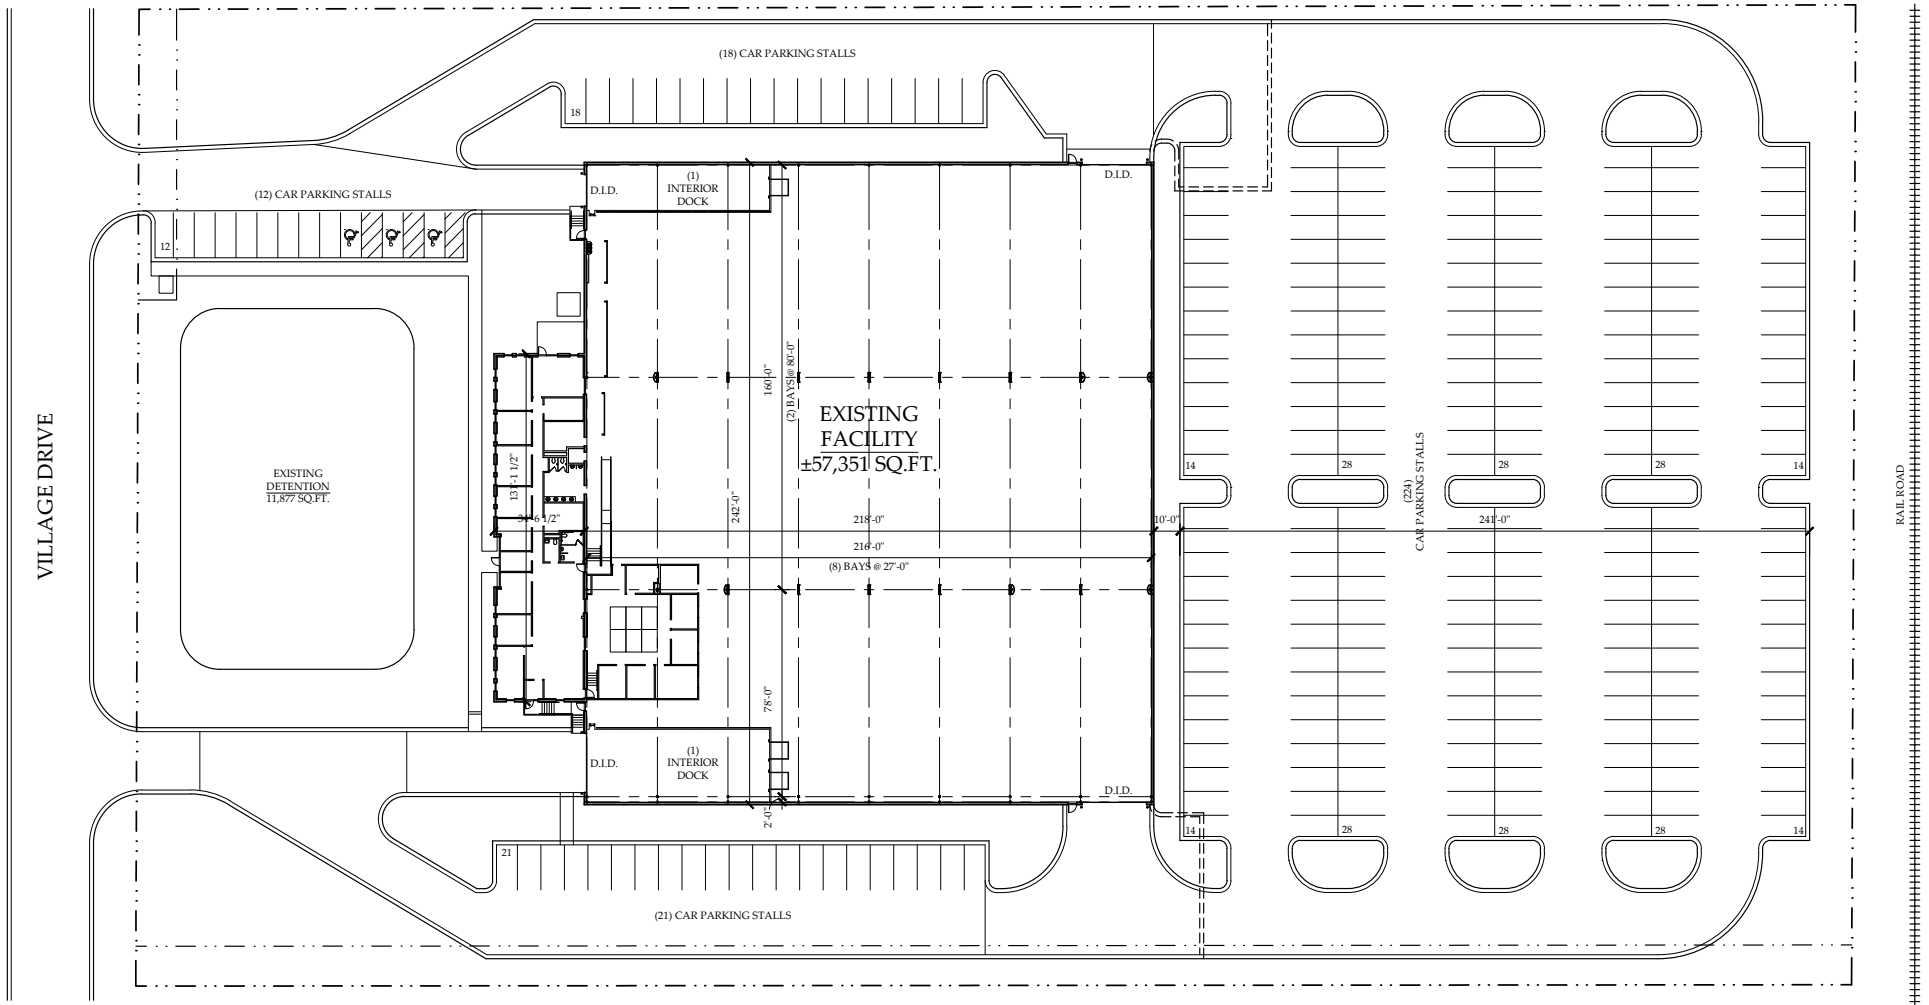 (18) CAR PARKING STALLS
18
(12) CAR PARKING STALLS
12
D.I.D.
(1)
INTERIOR
DOCK
D.I.D.
VILLAGE DRIVE
EXISTING
DETENTION
11,877 SQ.FT.
131'-1 1/2"
34'-6 1/2"
160'-0"
(2) BAYS @ 80'-0"
EXISTING
FACILITY
±57,351 SQ.FT.
242'-0"
218'-0"
216'-0"
(8) BAYS @ 27'-0"
10'-0"
241'-0"
14
28
28
28
14
(224)
CAR PARKING STALLS
RAIL ROAD
78'-0"
D.I.D.
(1)
INTERIOR
DOCK
D.I.D.
2'-0"
14
28
28
28
14
21
(21) CAR PARKING STALLS